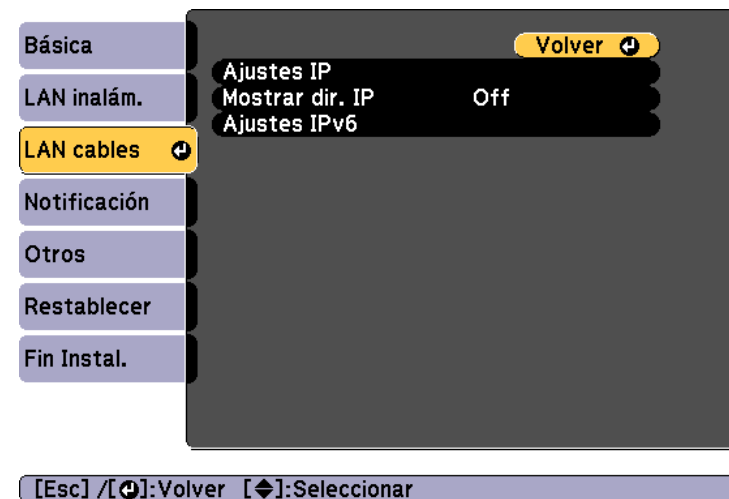 Básica
LAN inalám.
LAN cables
Notificación
Otros
Restablecer
Fin Instal.
Volver
Ajustes IP
Mostrar dir. IP Off
Ajustes IPv6
[Esc] /[⏎]:Volver [◆]:Seleccionar